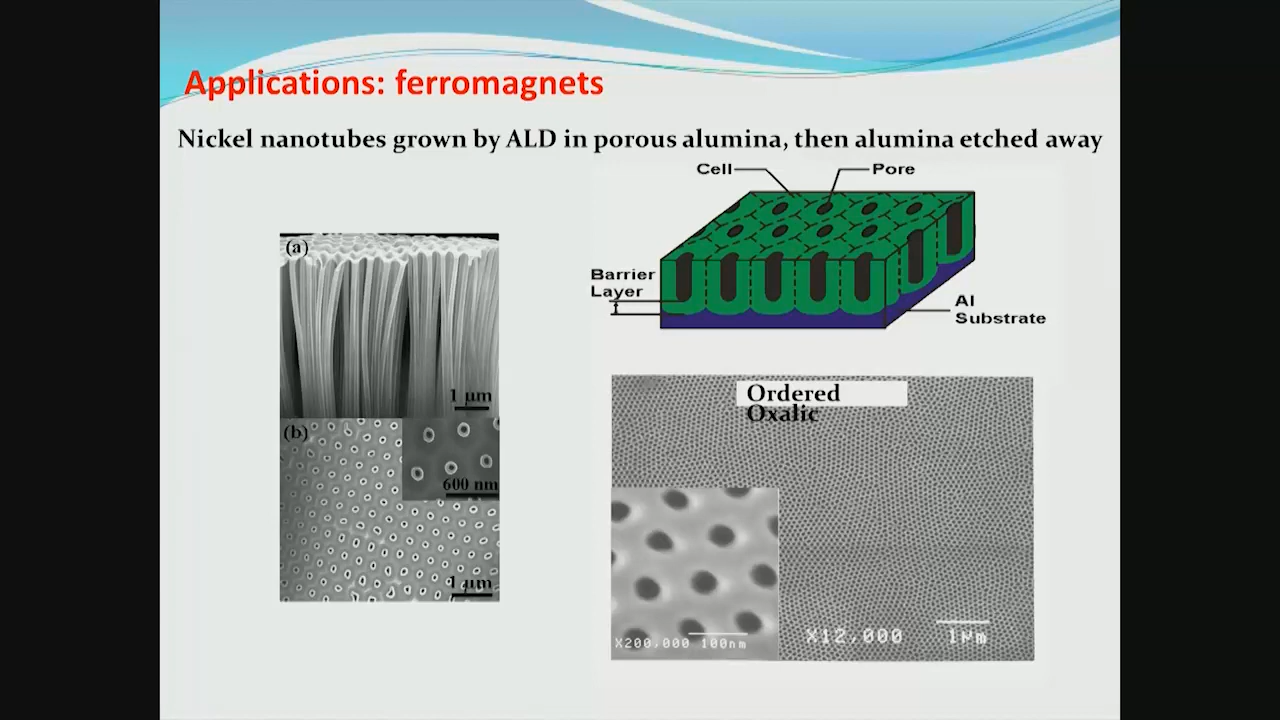 Applications: ferromagnets
Nickel nanotubes grown by ALD in porous alumina, then alumina etched away
Cell
Pore
(a)
Barrier
Layer
Al
Substrate
1 µm
Ordered
Oxalic
(b)
600 nm
1 µm
X200,000 100nm
X12,000 1µm